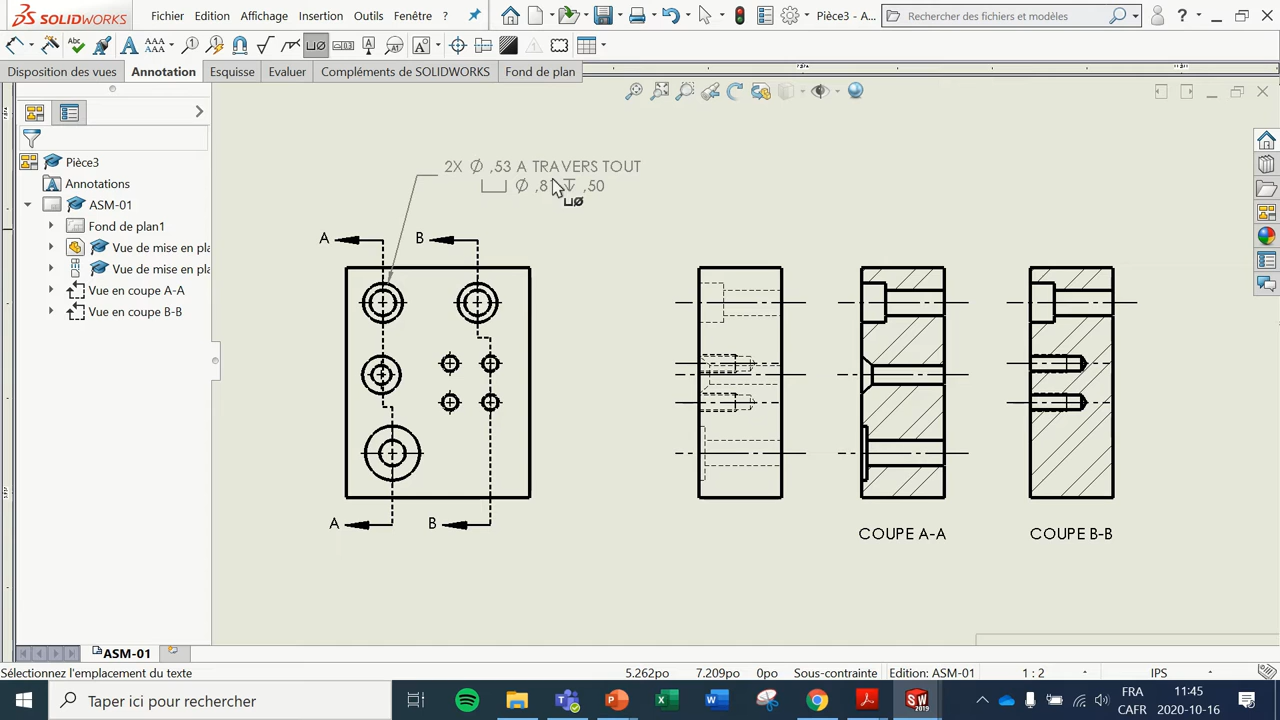 SOLIDWORKS
Fichier Edition Affichage Insertion Outils Fenêtre ?
Pièce3 - A...
Rechercher des fichiers et modèles
?
Disposition des vues Annotation Esquisse Evaluer Compléments de SOLIDWORKS Fond de plan
Pièce3
Annotations
ASM-01
Fond de plan1
Vue de mise en pla
Vue de mise en pla
Vue en coupe A-A
Vue en coupe B-B
2X Ø ,53 A TRAVERS TOUT
Ø ,8 ,50
A B
A B
COUPE A-A COUPE B-B
ASM-01
Sélectionnez l'emplacement du texte 5.262po 7.209po 0po Sous-contrainte Edition: ASM-01 1 : 2 IPS
Taper ici pour rechercher
FRA 11:45
CAFR 2020-10-16